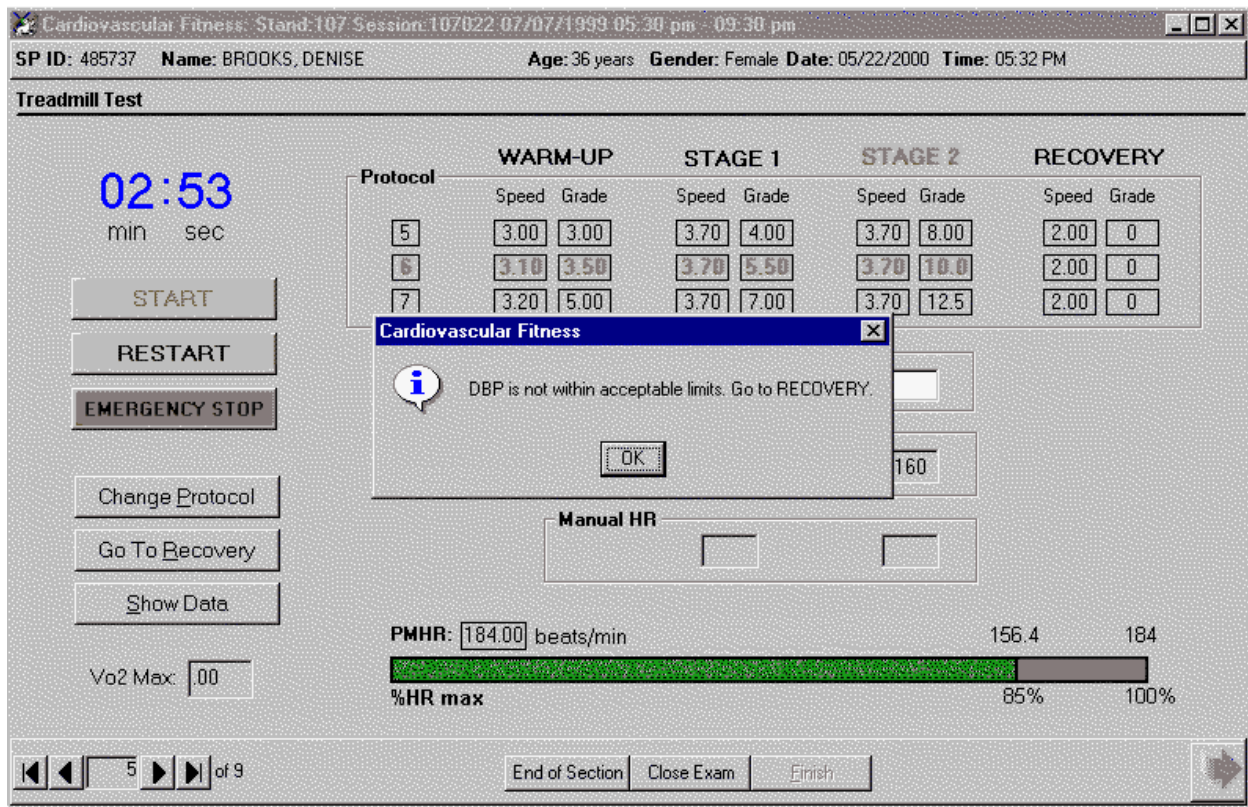 Cardiovascular Fitness: Stand:107 Session:107022 07/07/1999 05:30 pm - 09:30 pm
SP ID: 485737 Name: BROOKS, DENISE Age: 36 years Gender: Female Date: 05/22/2000 Time: 05:32 PM
Treadmill Test
WARM-UP STAGE 1 STAGE 2 RECOVERY
Protocol
Speed Grade Speed Grade Speed Grade Speed Grade
5 3.00 3.00 3.70 4.00 3.70 8.00 2.00 0
6 3.10 3.50 3.70 5.50 3.70 10.0 2.00 0
7 3.20 5.00 3.70 7.00 3.70 12.5 2.00 0
02:53
min sec
START
RESTART
EMERGENCY STOP
Change Protocol
Go To Recovery
Show Data
Vo2 Max: .00
Cardiovascular Fitness
DBP is not within acceptable limits. Go to RECOVERY.
OK
160
Manual HR
PMHR: 184.00 beats/min 156.4 184
%HR max 85% 100%
5 of 9
End of Section Close Exam Finish